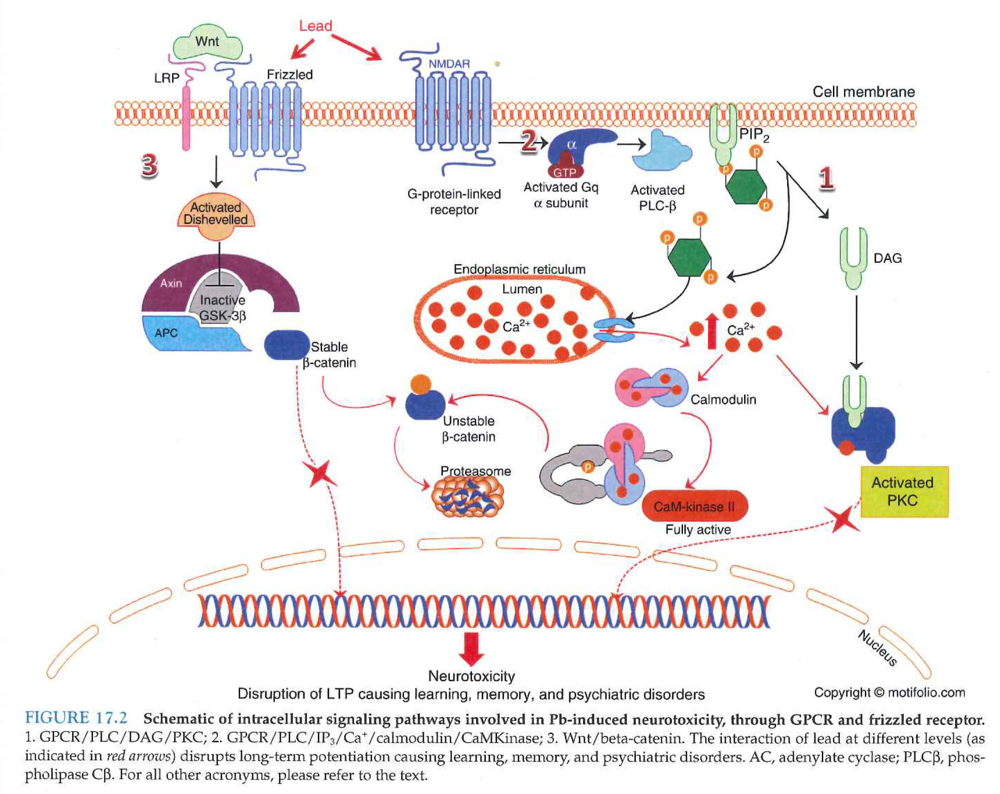 Lead
Wnt
LRP
Frizzled
NMDAR
Cell membrane
3
2
α
GTP
PIP2
p
p
p
1
G-protein-linked
receptor
Activated Gq
α subunit
Activated
PLC-β
Activated
Dishevelled
p
p
p
DAG
Axin
Inactive
GSK-3β
APC
Endoplasmic reticulum
Lumen
Ca2+
Ca2+
Stable
β-catenin
Calmodulin
Unstable
β-catenin
p
Proteasome
CaM-kinase II
Fully active
Activated
PKC
Nucleus
Neurotoxicity
Disruption of LTP causing learning, memory, and psychiatric disorders
Copyright © motifolio.com
FIGURE 17.2 Schematic of intracellular signaling pathways involved in Pb-induced neurotoxicity, through GPCR and frizzled receptor.
1. GPCR/PLC/DAG/PKC; 2. GPCR/PLC/IP3/Ca+/calmodulin/CaMKinase; 3. Wnt/beta-catenin. The interaction of lead at different levels (as
indicated in red arrows) disrupts long-term potentiation causing learning, memory, and psychiatric disorders. AC, adenylate cyclase; PLCβ, phos-
pholipase Cβ. For all other acronyms, please refer to the text.